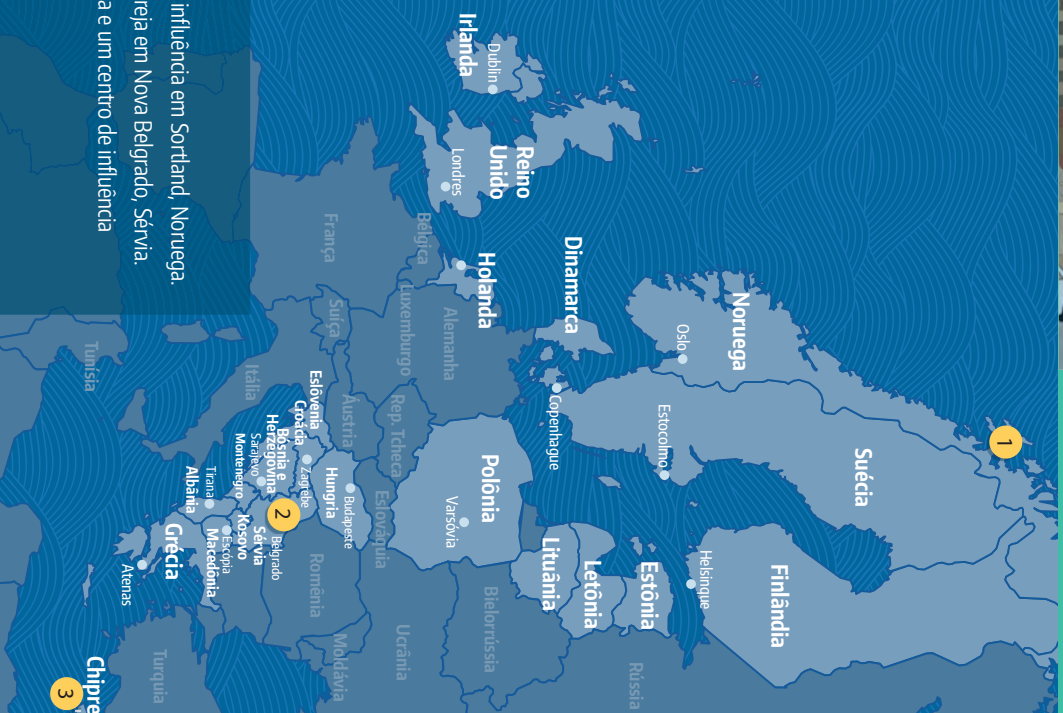 influência em Sortland, Noruega.
reja em Nova Belgrado, Sérvia.
a e um centro de influência
Irlanda
Dublin
Reino
Unido
Londres
França
Bélgica
Holanda
Luxemburgo
Suíça
Alemanha
Dinamarca
Copenhague
Noruega
Oslo
1
Suécia
Estocolmo
Finlândia
Helsinque
Estônia
Letônia
Lituânia
Polônia
Varsóvia
Rep. Tcheca
Áustria
Eslováquia
Itália
Tunísia
Eslôvenia
Croácia
Zagrebe
Bósnia e
Herzegovina
Sarajevo
Montenegro
Hungria
Budapeste
2
Belgrado
Sérvia
Kosovo
Tirana
Albânia
Escópia
Macedônia
Grécia
Atenas
Romênia
Moldávia
Ucrânia
Bielorrússia
Rússia
Turquia
Chipre
3